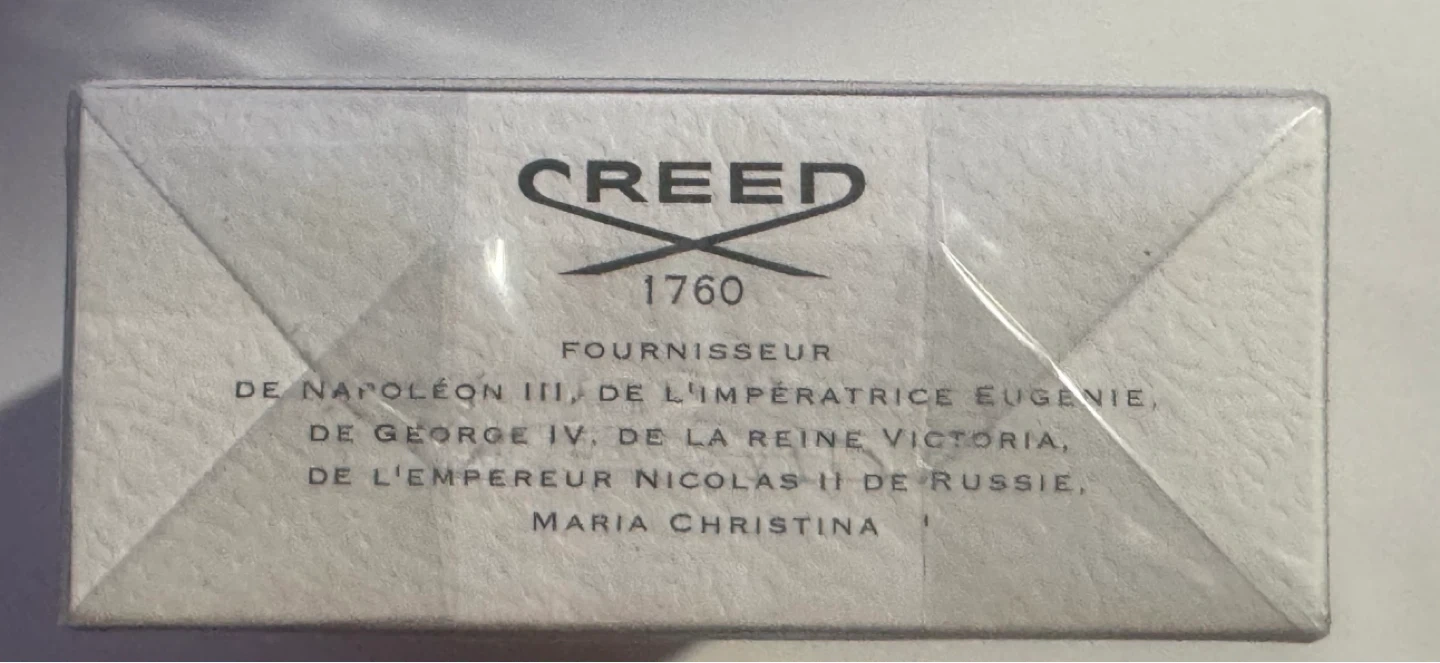 CREED
1760
FOURNISSEUR
DE NAPOLÉON III, DE L'IMPÉRATRICE EUGÉNIE,
DE GEORGE IV, DE LA REINE VICTORIA,
DE L'EMPEREUR NICOLAS II DE RUSSIE,
MARIA CHRISTINA